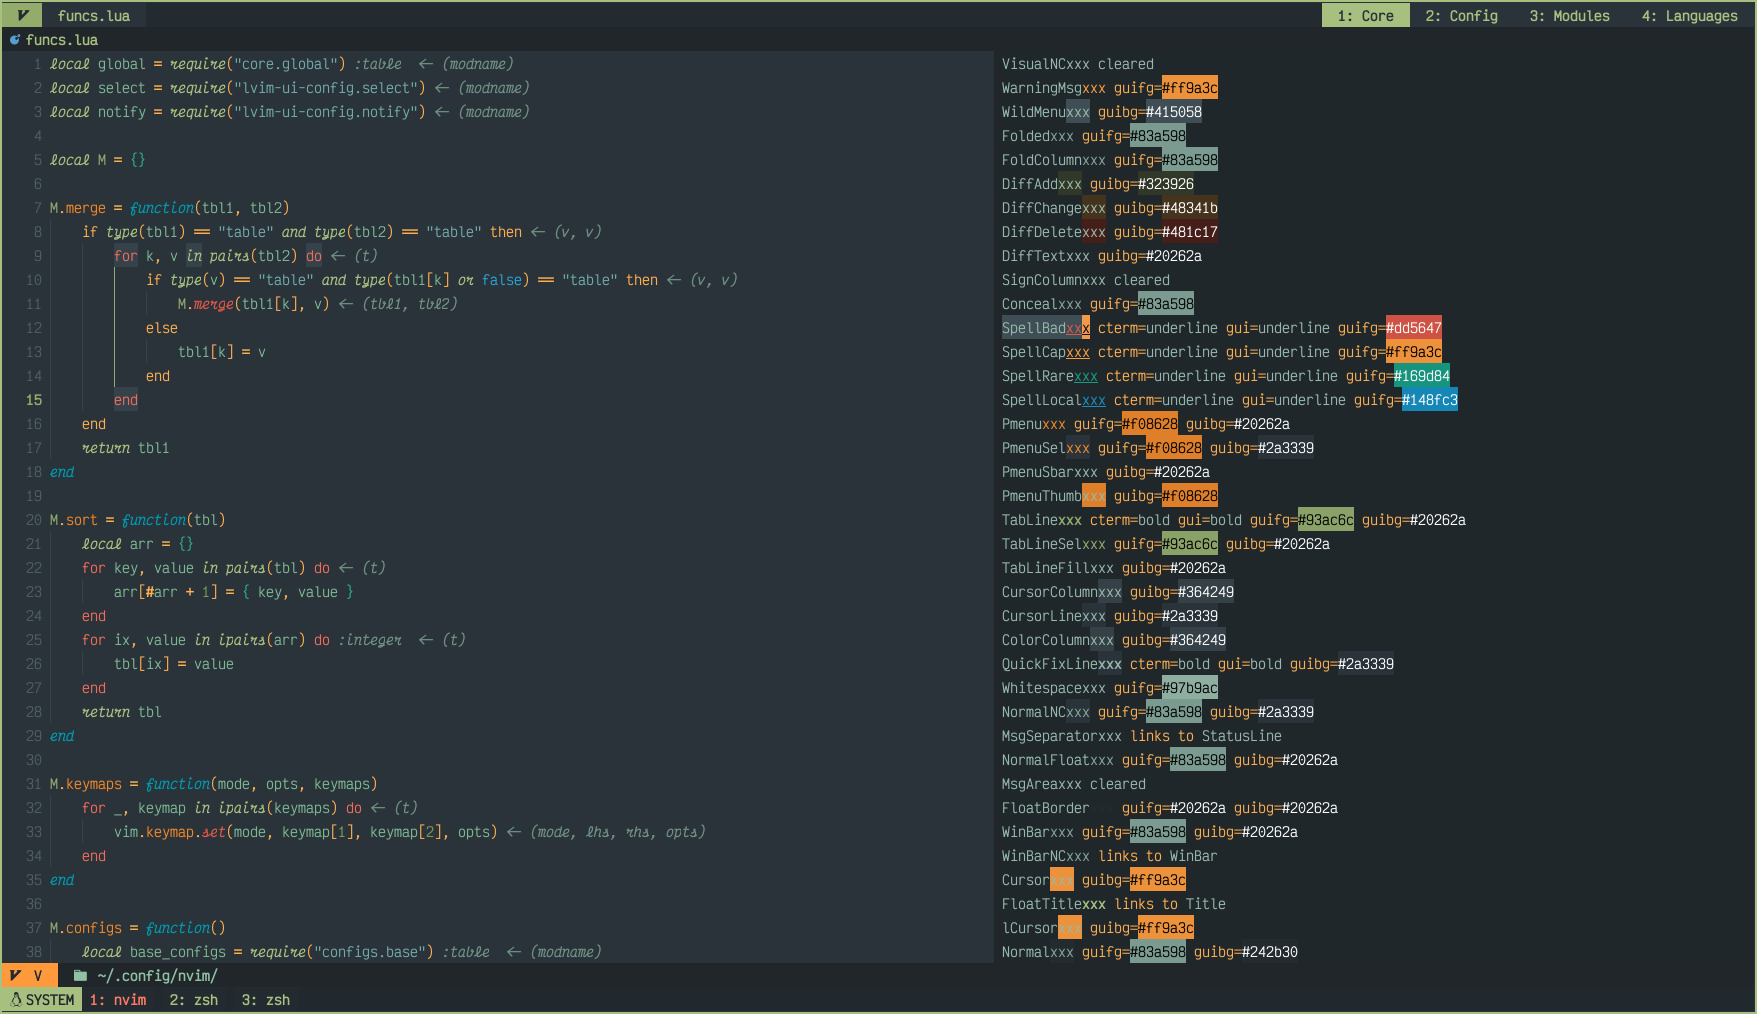 V funcs.lua 1: Core 2: Config 3: Modules 4: Languages
funcs.lua
1 local global = require("core.global") :table <- (modname)
2 local select = require("lvim-ui-config.select") <- (modname)
3 local notify = require("lvim-ui-config.notify") <- (modname)
4
5 local M = {}
6
7 M.merge = function(tbl1, tbl2)
8 if type(tbl1) == "table" and type(tbl2) == "table" then <- (v, v)
9 for k, v in pairs(tbl2) do <- (t)
10 if type(v) == "table" and type(tbl1[k] or false) == "table" then <- (v, v)
11 M.merge(tbl1[k], v) <- (tbl1, tbl2)
12 else
13 tbl1[k] = v
14 end
15 end
16 end
17 return tbl1
18 end
19
20 M.sort = function(tbl)
21 local arr = {}
22 for key, value in pairs(tbl) do <- (t)
23 arr[#arr + 1] = { key, value }
24 end
25 for ix, value in ipairs(arr) do :integer <- (t)
26 tbl[ix] = value
27 end
28 return tbl
29 end
30
31 M.keymaps = function(mode, opts, keymaps)
32 for _, keymap in ipairs(keymaps) do <- (t)
33 vim.keymap.set(mode, keymap[1], keymap[2], opts) <- (mode, lhs, rhs, opts)
34 end
35 end
36
37 M.configs = function()
38 local base_configs = require("configs.base") :table <- (modname)
VisualNCxxx cleared
WarningMsgxxx guifg=#ff9a3c
WildMenuxxx guibg=#415058
Foldedxxx guifg=#83a598
FoldColumnxxx guifg=#83a598
DiffAddxxx guibg=#323926
DiffChangexxx guibg=#48341b
DiffDeletexxx guibg=#481c17
DiffTextxxx guibg=#20262a
SignColumnxxx cleared
Concealxxx guifg=#83a598
SpellBadxxx cterm=underline gui=underline guifg=#dd5647
SpellCapxxx cterm=underline gui=underline guifg=#ff9a3c
SpellRarexxx cterm=underline gui=underline guifg=#169d84
SpellLocalxxx cterm=underline gui=underline guifg=#148fc3
Pmenuxxx guifg=#f08628 guibg=#20262a
PmenuSelxxx guifg=#f08628 guibg=#2a3339
PmenuSbarxxx guibg=#20262a
PmenuThumbxxx guibg=#f08628
TabLinexxx cterm=bold gui=bold guifg=#93ac6c guibg=#20262a
TabLineSelxxx guifg=#93ac6c guibg=#20262a
TabLineFillxxx guibg=#20262a
CursorColumnxxx guibg=#364249
CursorLinexxx guibg=#2a3339
ColorColumnxxx guibg=#364249
QuickFixLinexxx cterm=bold gui=bold guibg=#2a3339
Whitespacexxx guifg=#97b9ac
NormalNCxxx guifg=#83a598 guibg=#2a3339
MsgSeparatorxxx links to StatusLine
NormalFloatxxx guifg=#83a598 guibg=#20262a
MsgAreaxxx cleared
FloatBorder guifg=#20262a guibg=#20262a
WinBarxxx guifg=#83a598 guibg=#20262a
WinBarNCxxx links to WinBar
Cursorxxx guibg=#ff9a3c
FloatTitlexxx links to Title
lCursorxxx guibg=#ff9a3c
Normalxxx guifg=#83a598 guibg=#242b30
V V ~/.config/nvim/
SYSTEM 1: nvim 2: zsh 3: zsh